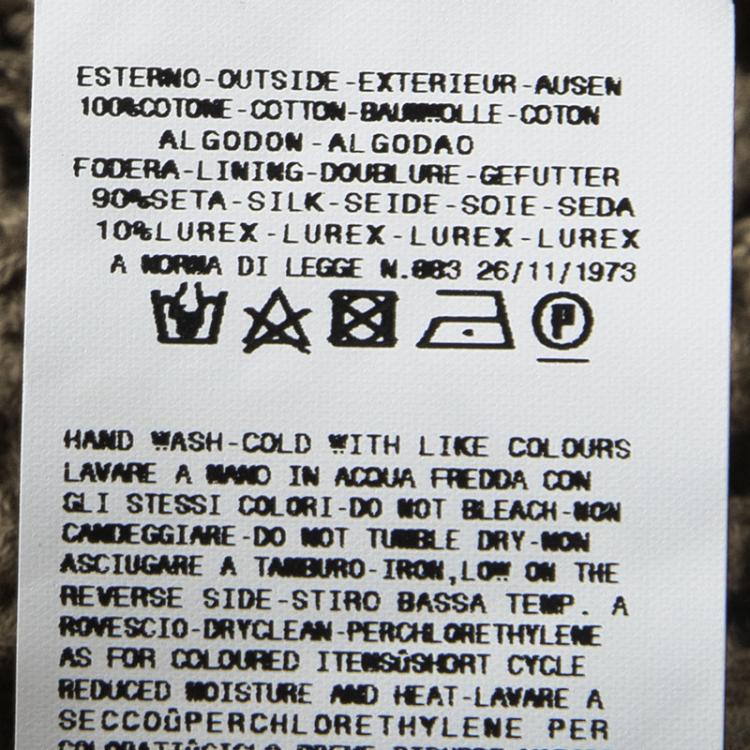 ESTERNO-OUTSIDE-EXTERIEUR-AUSEN
100%COTONE-COTTON-BAUMWOLLE-COTON
ALGODON-ALGODAO
FODERA-LINING-DOUBLURE-GEFUTTER
90%SETA-SILK-SEIDE-SOIE-SEDA
10%LUREX-LUREX-LUREX-LUREX
A NORMA DI LEGGE N.883 26/11/1973
P
HAND WASH-COLD WITH LIKE COLOURS
LAVARE A MANO IN ACQUA FREDDA CON
GLI STESSI COLORI-DO NOT BLEACH-NON
CANDEGGIARE-DO NOT TUMBLE DRY-NON
ASCIUGARE A TAMBURO-IRON,LOW ON THE
REVERSE SIDE-STIRO BASSA TEMP. A
ROVESCIO-DRYCLEAN-PERCHLORETHYLENE
AS FOR COLOURED ITEMSÛSHORT CYCLE
REDUCED MOISTURE AND HEAT-LAVARE A
SECCOÛPERCHLORETHYLENE PER